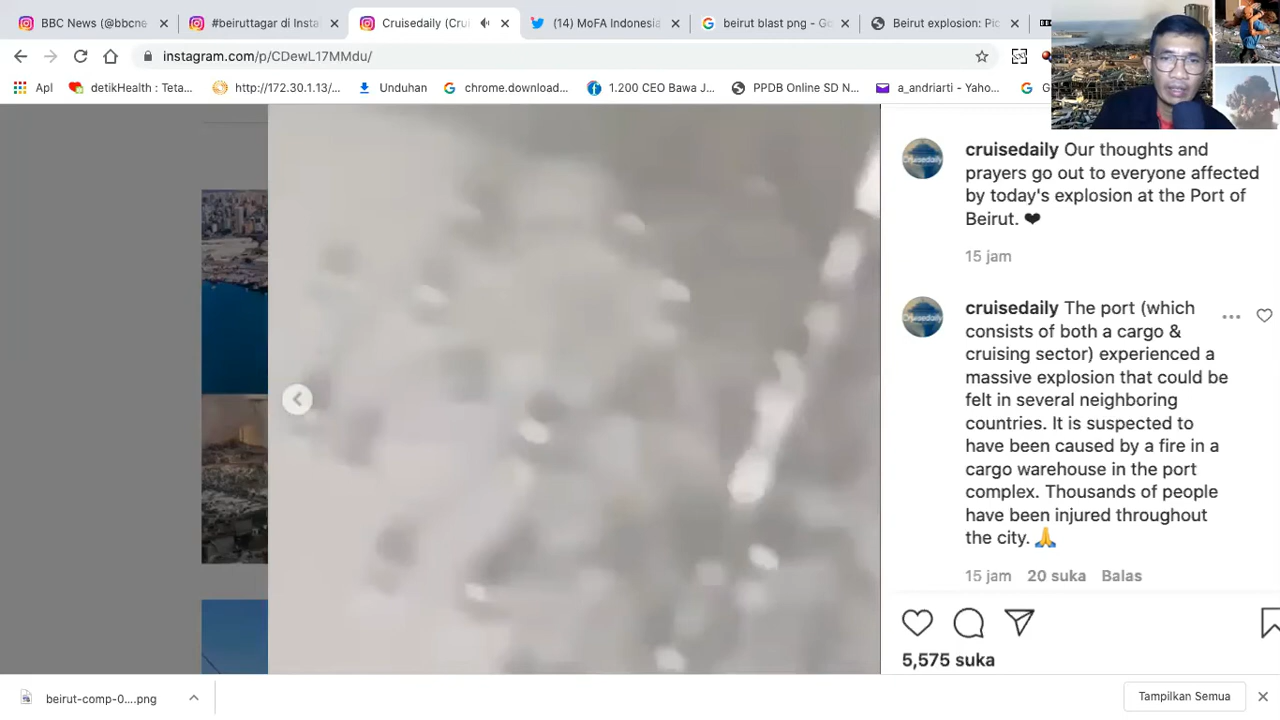 BBC News (@bbcne
#beiruttagar di Insta
Cruisedaily (Crui
(14) MoFA Indonesia
beirut blast png - Go
Beirut explosion: Pic
instagram.com/p/CDewL17MMdu/
Apl
detikHealth : Teta...
http://172.30.1.13/...
Unduhan
chrome.download...
1.200 CEO Bawa J...
PPDB Online SD N...
a_andriarti - Yaho...
cruisedaily Our thoughts and
prayers go out to everyone affected
by today's explosion at the Port of
Beirut. ❤
15 jam
cruisedaily The port (which
consists of both a cargo &
cruising sector) experienced a
massive explosion that could be
felt in several neighboring
countries. It is suspected to
have been caused by a fire in a
cargo warehouse in the port
complex. Thousands of people
have been injured throughout
the city. 🙏
15 jam 20 suka Balas
5,575 suka
beirut-comp-0....png
Tampilkan Semua